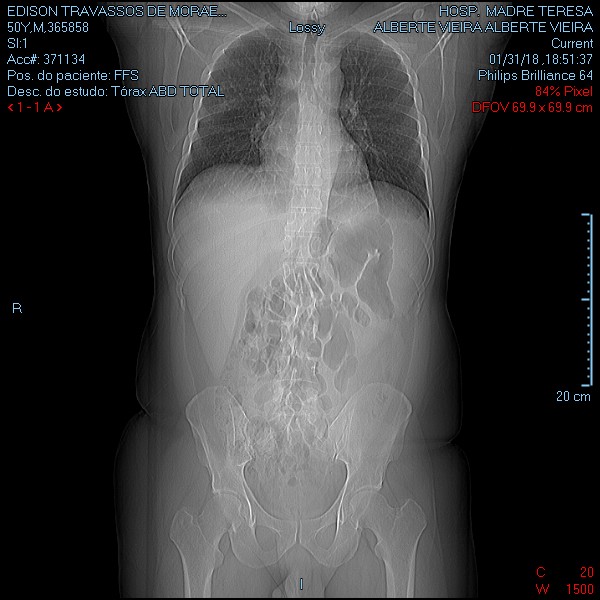 EDISON TRAVASSOS DE MORAE...
50Y,M,365858
SI:1
Acc#: 371134
Pos. do paciente: FFS
Desc. do estudo: Tórax ABD TOTAL
<1-1A>
Lossy
HOSP. MADRE TERESA
ALBERTE VIEIRA ALBERTE VIEIRA
Current
01/31/18 ,18:51:37
Philips Brilliance 64
84% Pixel
DFOV 69.9 x 69.9 cm
R
20 cm
I
C 20
W 1500